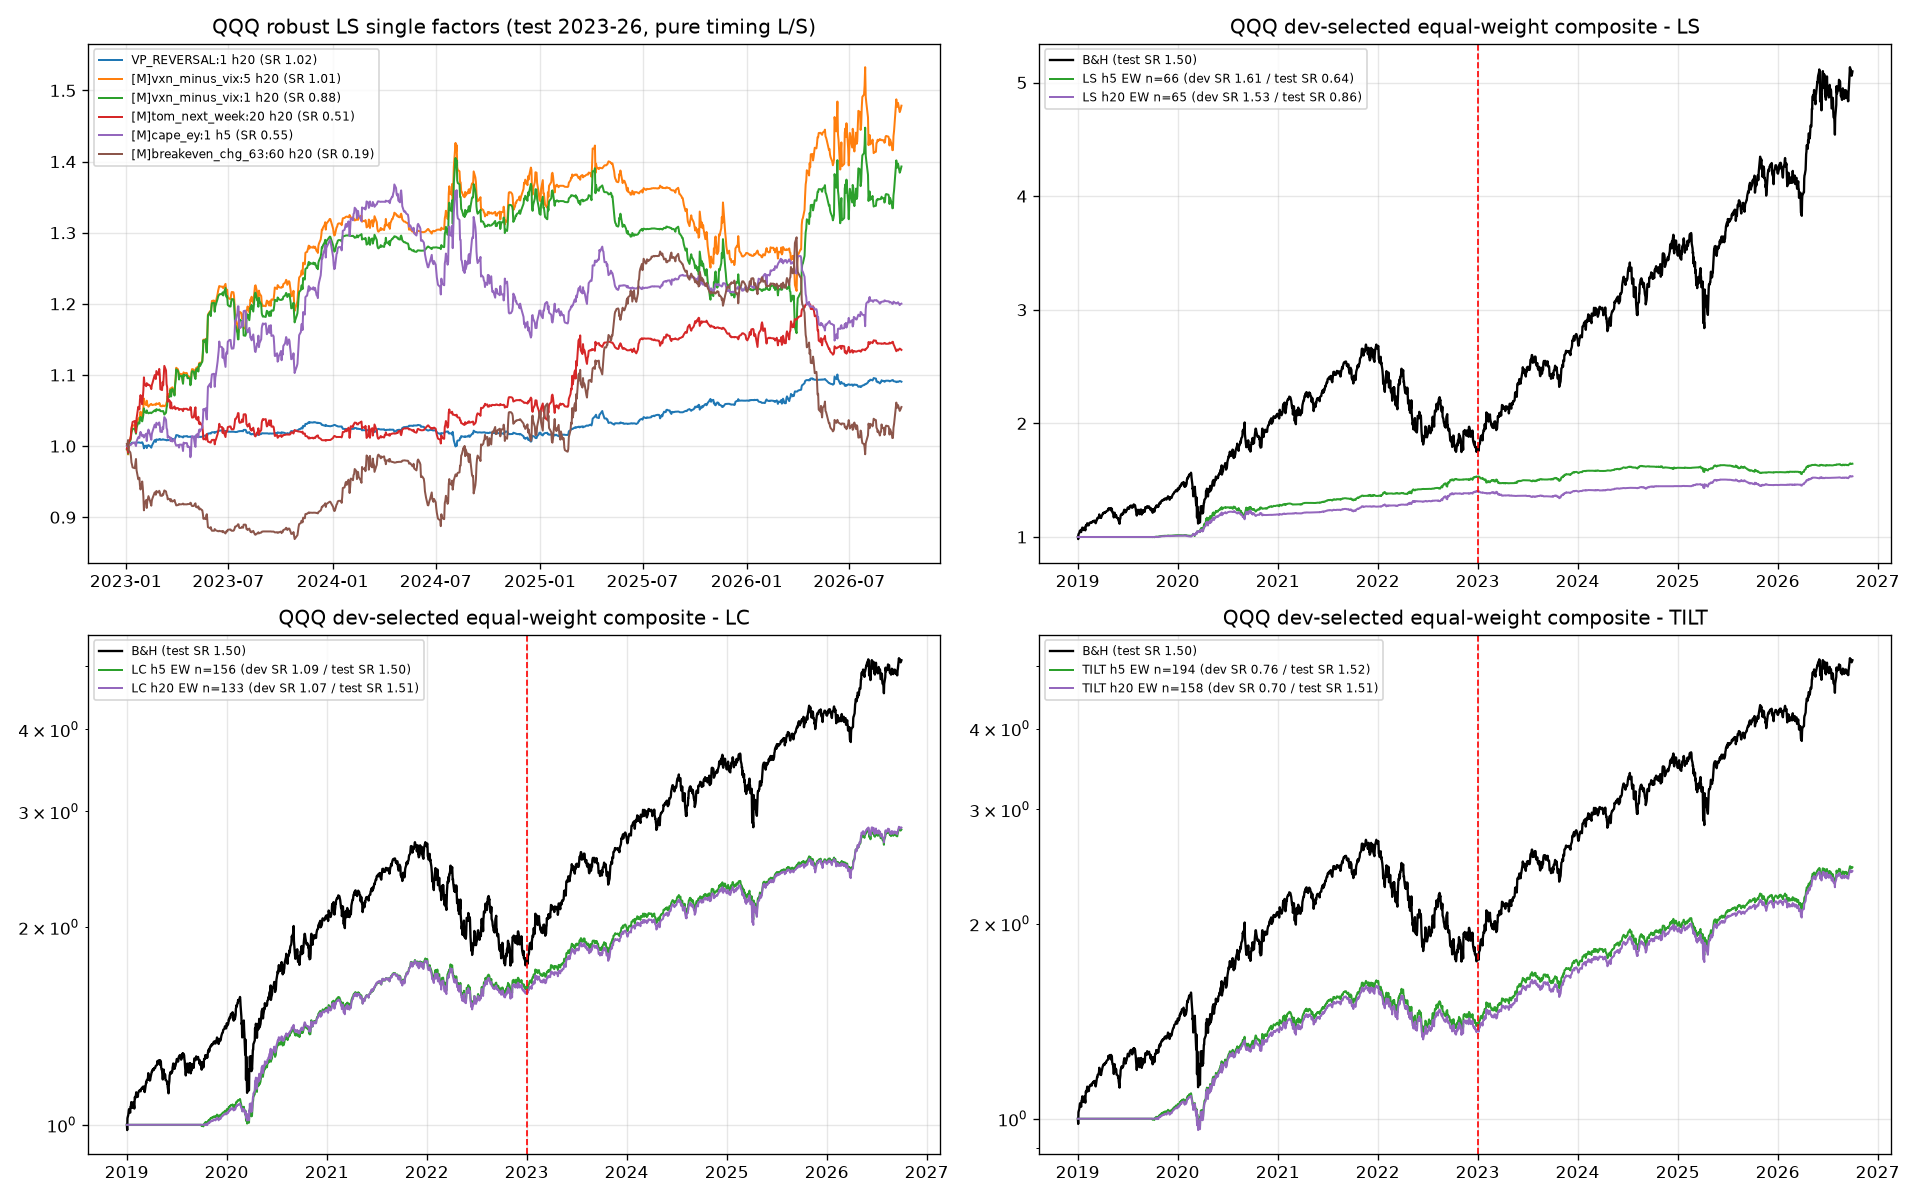 QQQ robust LS single factors (test 2023-26, pure timing L/S)
VP_REVERSAL:1 h20 (SR 1.02)
[M]vxn_minus_vix:5 h20 (SR 1.01)
[M]vxn_minus_vix:1 h20 (SR 0.88)
[M]tom_next_week:20 h20 (SR 0.51)
[M]cape_ey:1 h5 (SR 0.55)
[M]breakeven_chg_63:60 h20 (SR 0.19)
1.5
1.4
1.3
1.2
1.1
1.0
0.9
2023-01 2023-07 2024-01 2024-07 2025-01 2025-07 2026-01 2026-07
QQQ dev-selected equal-weight composite - LS
B&H (test SR 1.50)
LS h5 EW n=66 (dev SR 1.61 / test SR 0.64)
LS h20 EW n=65 (dev SR 1.53 / test SR 0.86)
5
4
3
2
1
2019 2020 2021 2022 2023 2024 2025 2026 2027
QQQ dev-selected equal-weight composite - LC
B&H (test SR 1.50)
LC h5 EW n=156 (dev SR 1.09 / test SR 1.50)
LC h20 EW n=133 (dev SR 1.07 / test SR 1.51)
4 × 10⁰
3 × 10⁰
2 × 10⁰
10⁰
2019 2020 2021 2022 2023 2024 2025 2026 2027
QQQ dev-selected equal-weight composite - TILT
B&H (test SR 1.50)
TILT h5 EW n=194 (dev SR 0.76 / test SR 1.52)
TILT h20 EW n=158 (dev SR 0.70 / test SR 1.51)
4 × 10⁰
3 × 10⁰
2 × 10⁰
10⁰
2019 2020 2021 2022 2023 2024 2025 2026 2027